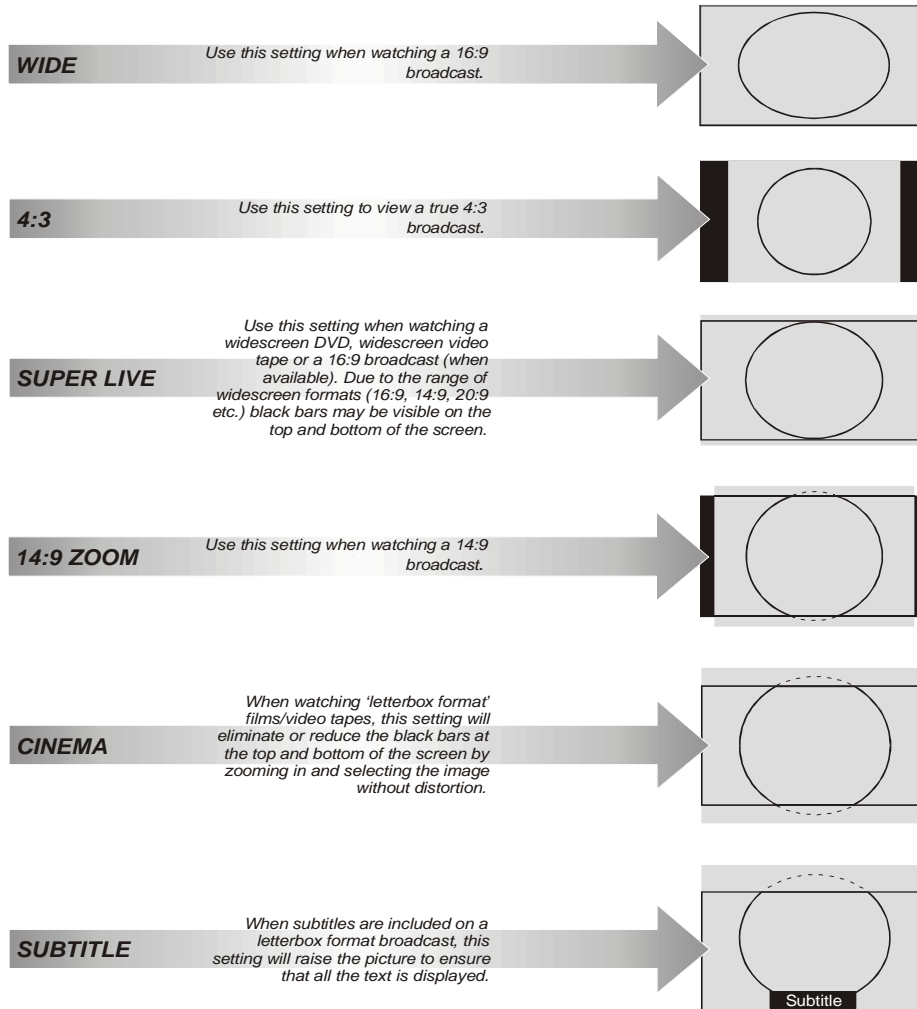 WIDE
Use this setting when watching a 16:9
broadcast.
4:3
Use this setting to view a true 4:3
broadcast.
SUPER LIVE
Use this setting when watching a
widescreen DVD, widescreen video
tape or a 16:9 broadcast (when
available). Due to the range of
widescreen formats (16:9, 14:9, 20:9
etc.) black bars may be visible on the
top and bottom of the screen.
14:9 ZOOM
Use this setting when watching a 14:9
broadcast.
CINEMA
When watching ‘letterbox format’
films/video tapes, this setting will
eliminate or reduce the black bars at
the top and bottom of the screen by
zooming in and selecting the image
without distortion.
SUBTITLE
When subtitles are included on a
letterbox format broadcast, this
setting will raise the picture to ensure
that all the text is displayed.
Subtitle